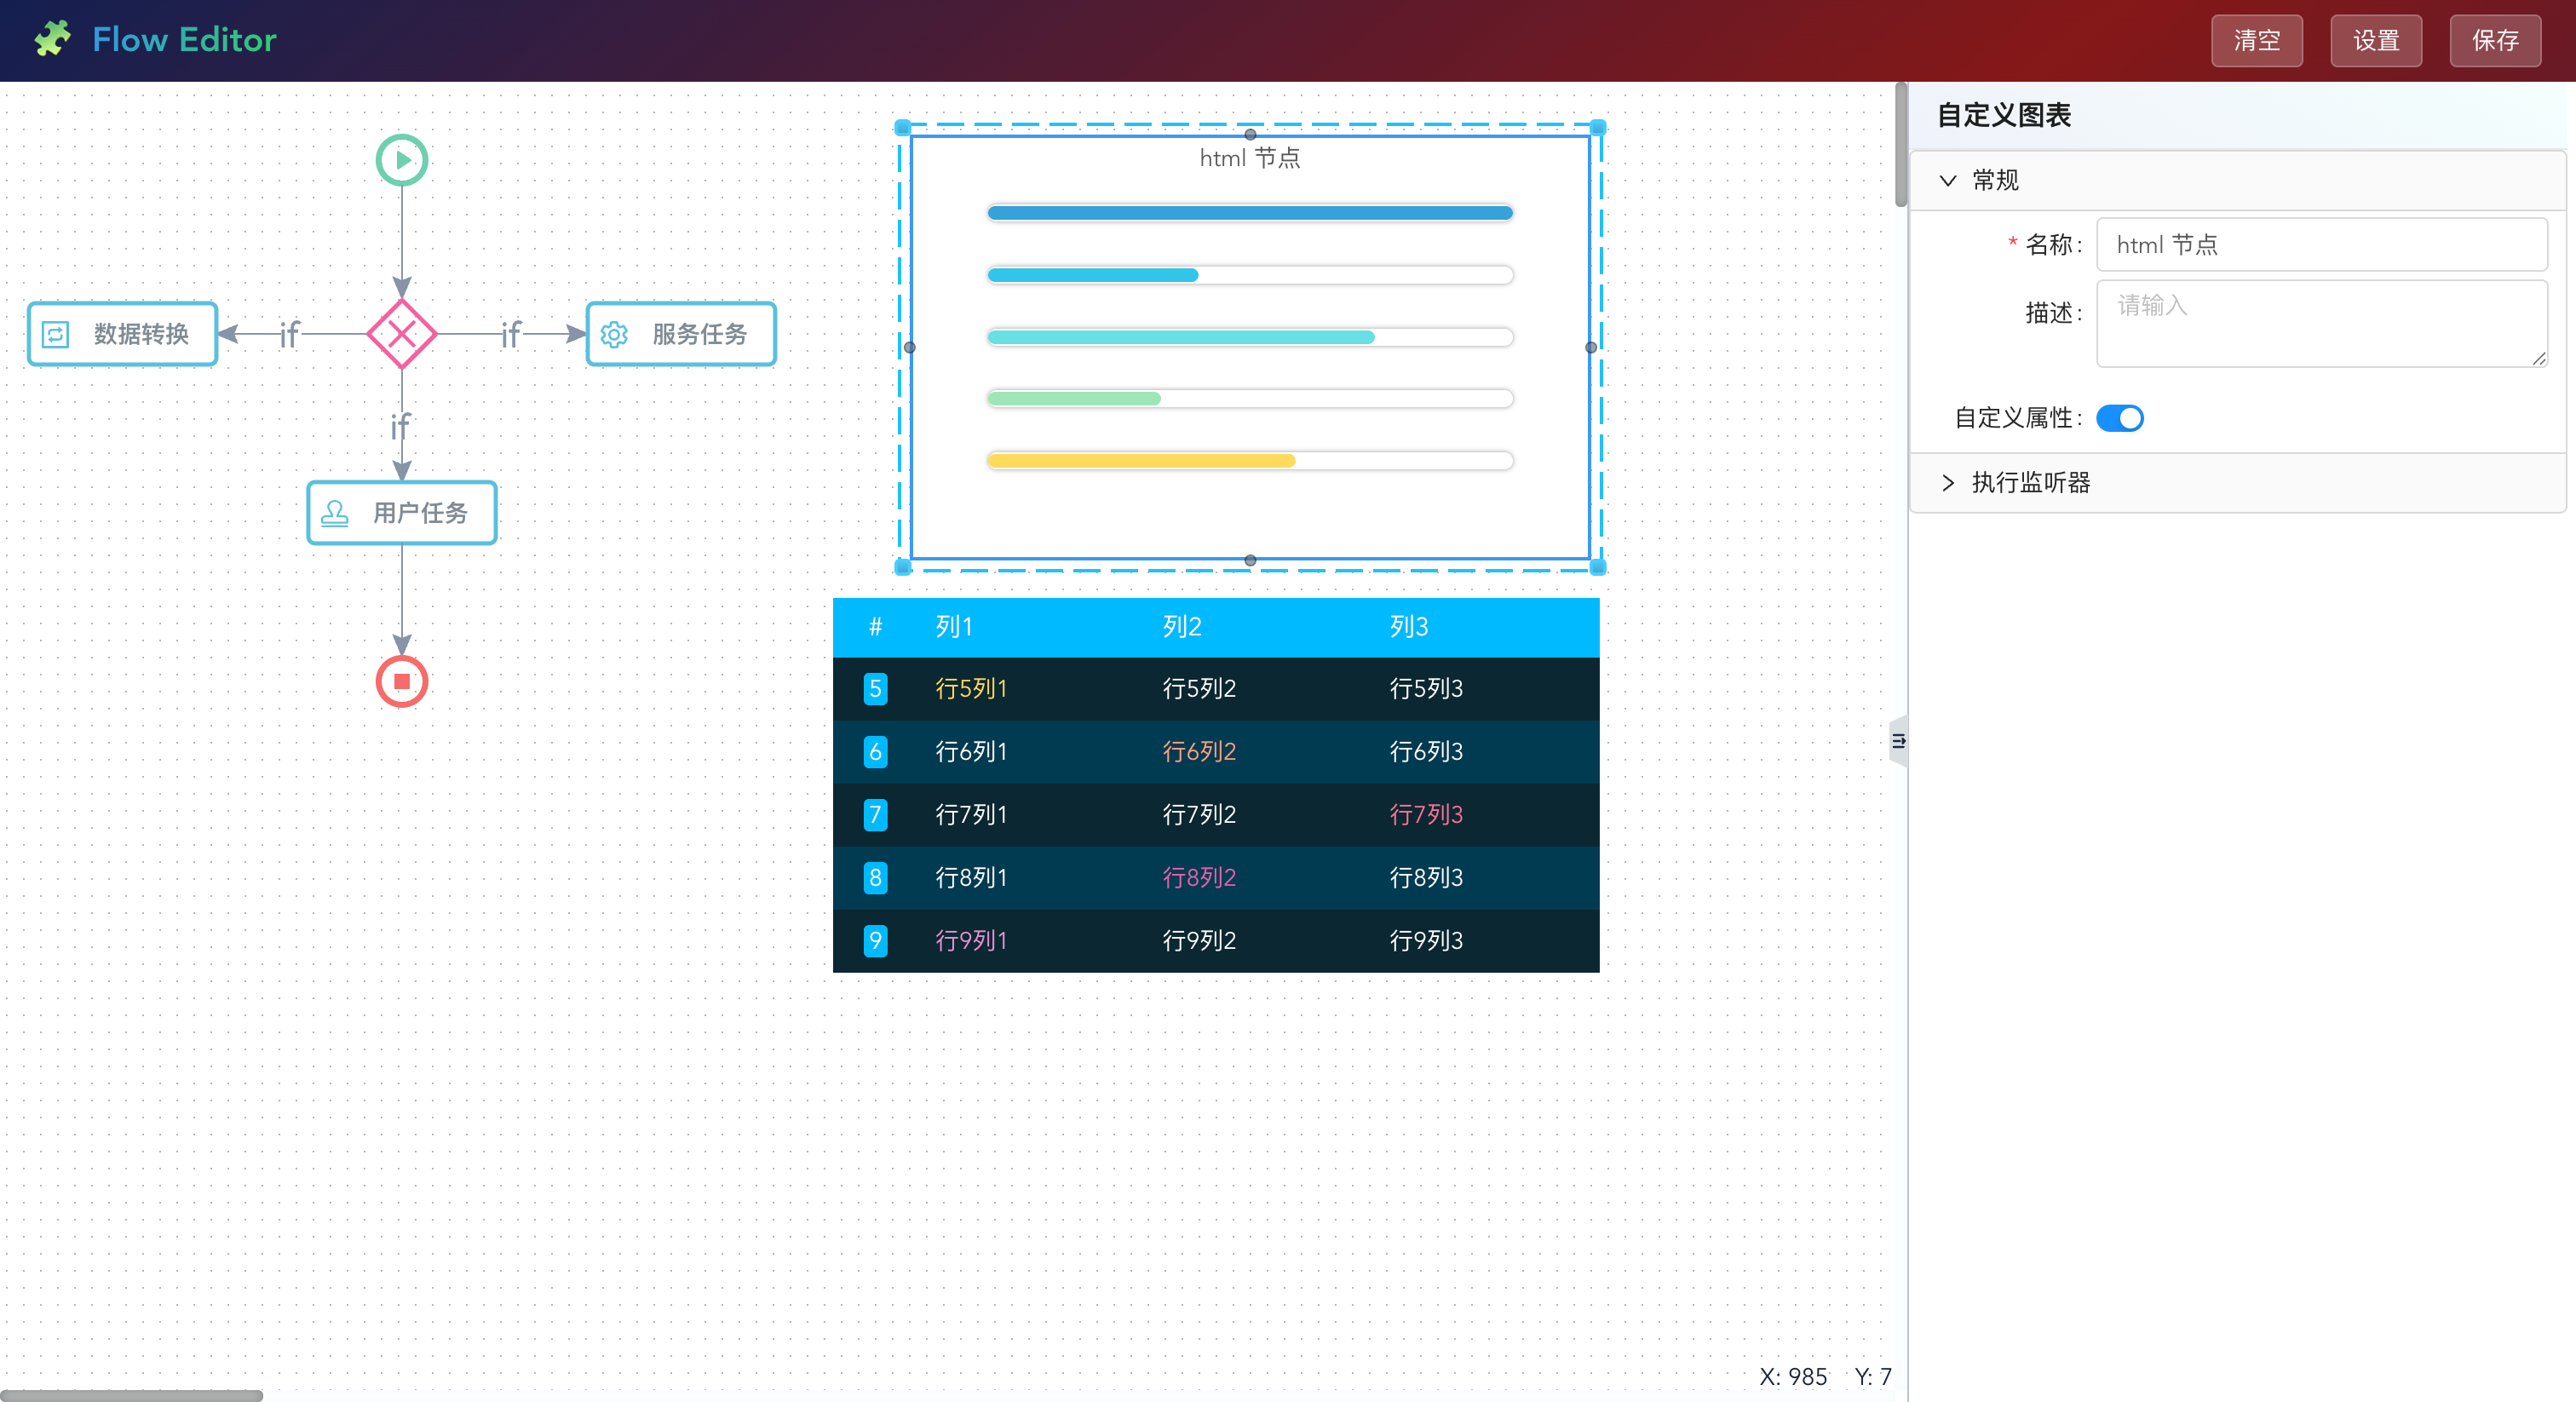 Flow Editor
清空 设置 保存
数据转换
if
if
服务任务
if
用户任务
html 节点
# 列1 列2 列3
5 行5列1 行5列2 行5列3
6 行6列1 行6列2 行6列3
7 行7列1 行7列2 行7列3
8 行8列1 行8列2 行8列3
9 行9列1 行9列2 行9列3
X: 985 Y: 7
自定义图表
常规
* 名称: html 节点
描述: 请输入
自定义属性:
执行监听器